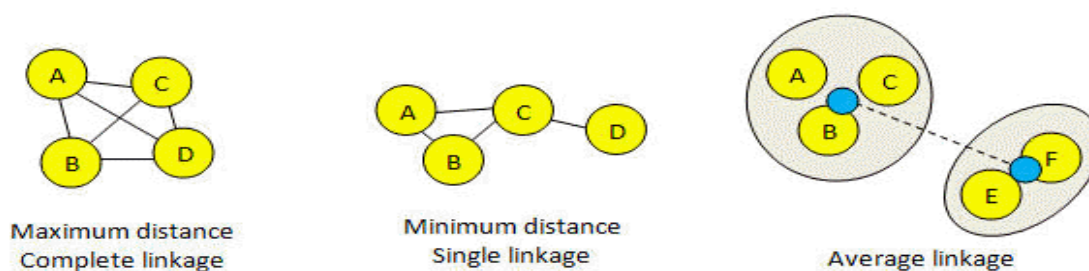 A
C
B
D
Maximum distance
Complete linkage
A
C
B
D
Minimum distance
Single linkage
A
C
B
F
E
Average linkage